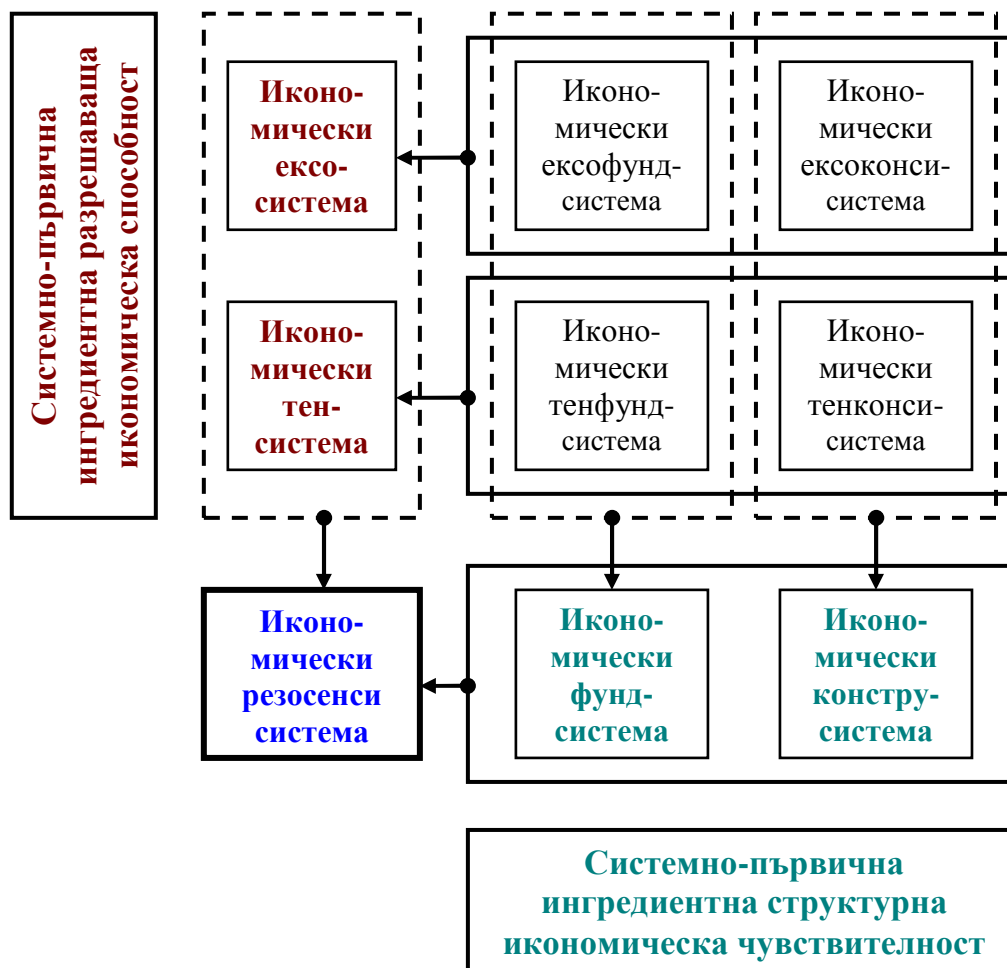 Системно-първична
ингредиентна разрешаваща
икономическа способност
Иконо-
мически
ексо-
система
Иконо-
мически
ексофунд-
система
Иконо-
мически
ексоконси-
система
Иконо-
мически
тен-
система
Иконо-
мически
тенфунд-
система
Иконо-
мически
тенконси-
система
Иконо-
мически
резосенси
система
Иконо-
мически
фунд-
система
Иконо-
мически
констру-
система
Системно-първична
ингредиентна структурна
икономическа чувствителност